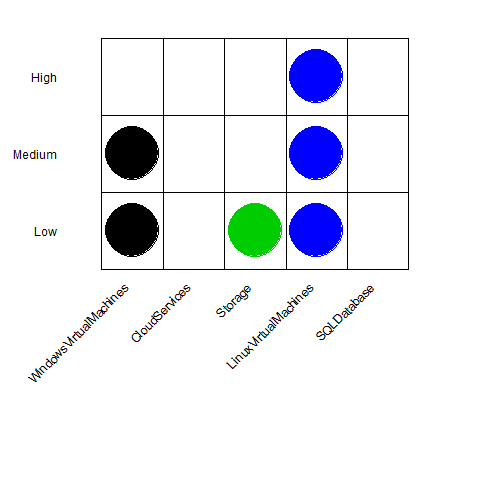 High
Medium
Low
WindowsVirtualMachines
CloudServices
Storage
LinuxVirtualMachines
SQLDatabase